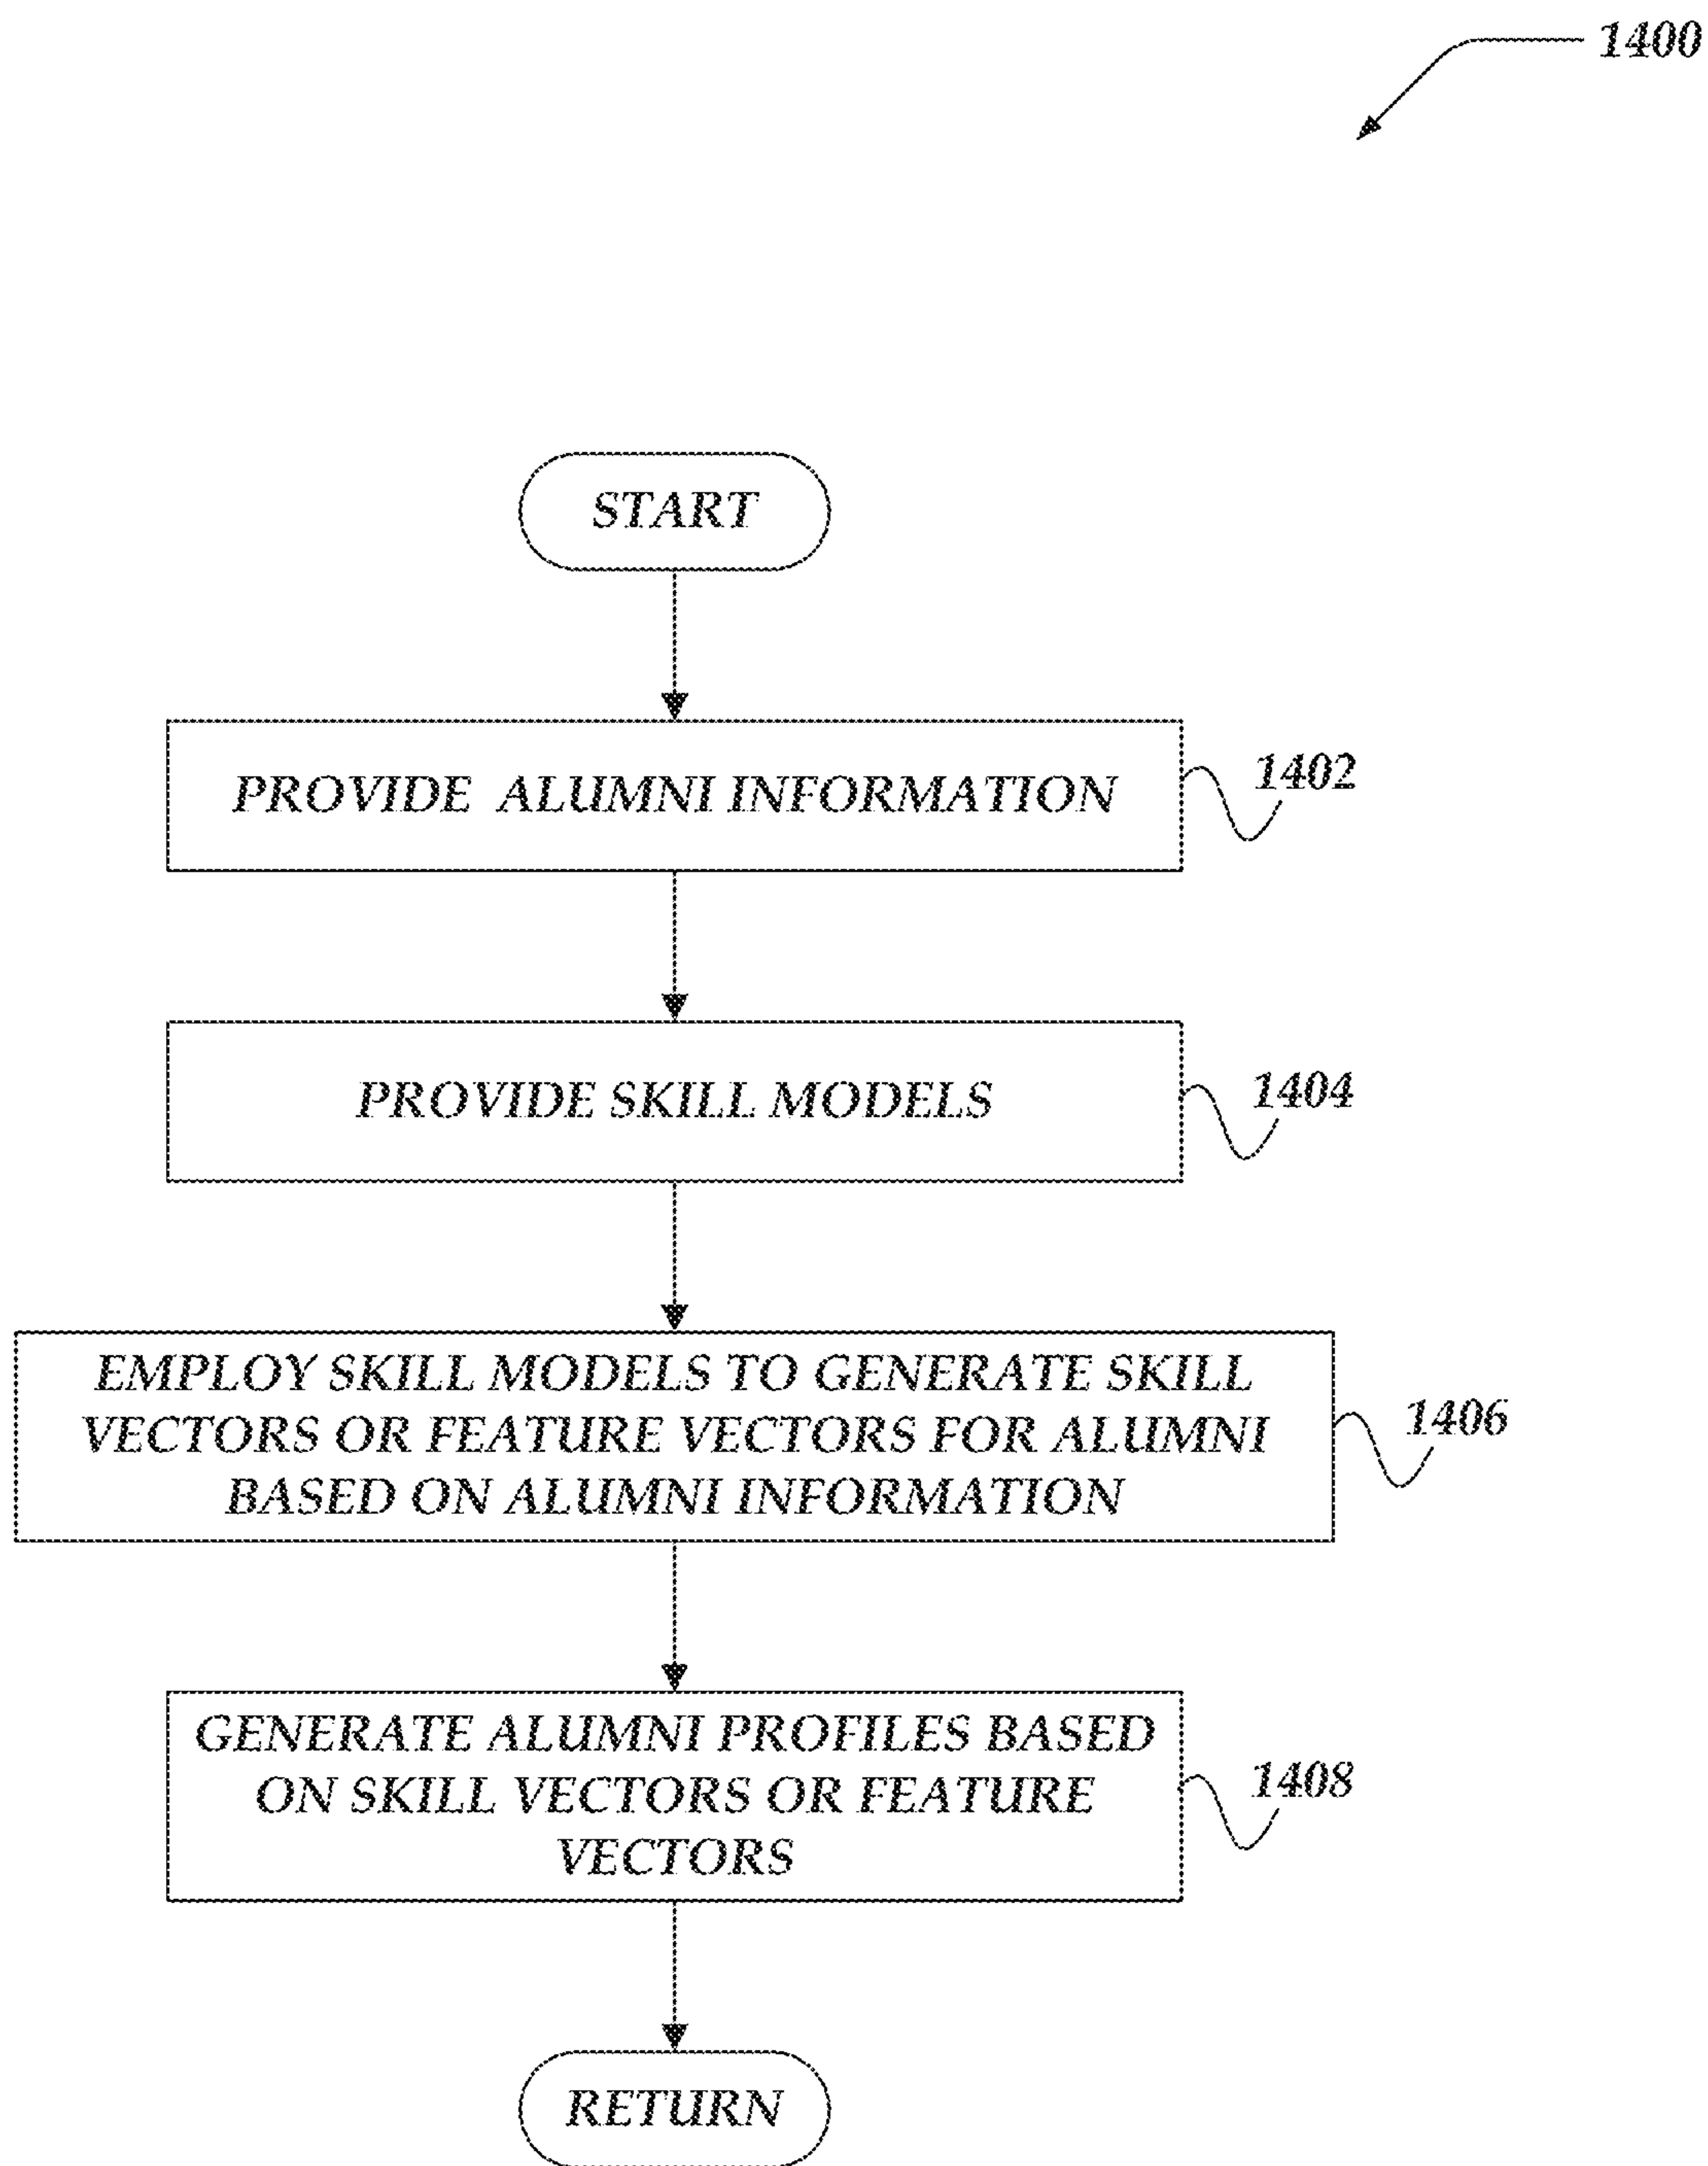 1400
START
PROVIDE ALUMNI INFORMATION
1402
PROVIDE SKILL MODELS
1404
EMPLOY SKILL MODELS TO GENERATE SKILL
VECTORS OR FEATURE VECTORS FOR ALUMNI
BASED ON ALUMNI INFORMATION
1406
GENERATE ALUMNI PROFILES BASED
ON SKILL VECTORS OR FEATURE
VECTORS
1408
RETURN